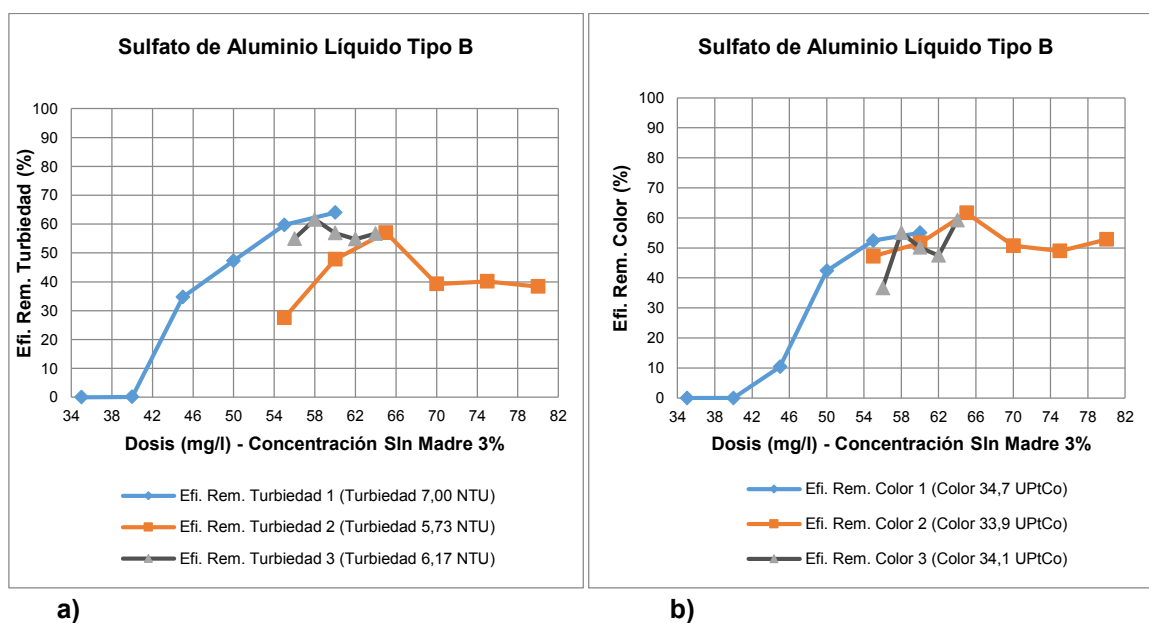 Sulfato de Aluminio Líquido Tipo B
Efi. Rem. Turbiedad (%)
100
90
80
70
60
50
40
30
20
10
0
34 38 42 46 50 54 58 62 66 70 74 78 82
Dosis (mg/l) - Concentración Sln Madre 3%
Efi. Rem. Turbiedad 1 (Turbiedad 7,00 NTU)
Efi. Rem. Turbiedad 2 (Turbiedad 5,73 NTU)
Efi. Rem. Turbiedad 3 (Turbiedad 6,17 NTU)
a)
Sulfato de Aluminio Líquido Tipo B
Efi. Rem. Color (%)
100
90
80
70
60
50
40
30
20
10
0
34 38 42 46 50 54 58 62 66 70 74 78 82
Dosis (mg/l) - Concentración Sln Madre 3%
Efi. Rem. Color 1 (Color 34,7 UPtCo)
Efi. Rem. Color 2 (Color 33,9 UPtCo)
Efi. Rem. Color 3 (Color 34,1 UPtCo)
b)